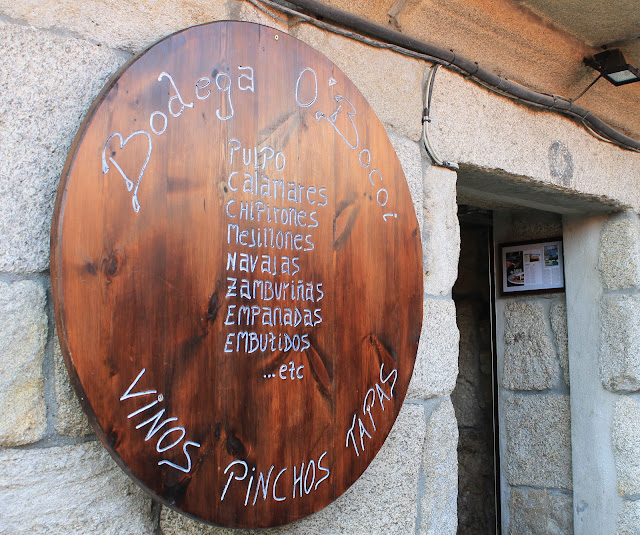 Bodega O'Bocoi
PULPO
Calamares
CHIPIRONES
Mejillones
Navajas
Zamburiñas
EMPANADAS
EMBUTIDOS
...etc
VINOS PINCHOS TAPAS